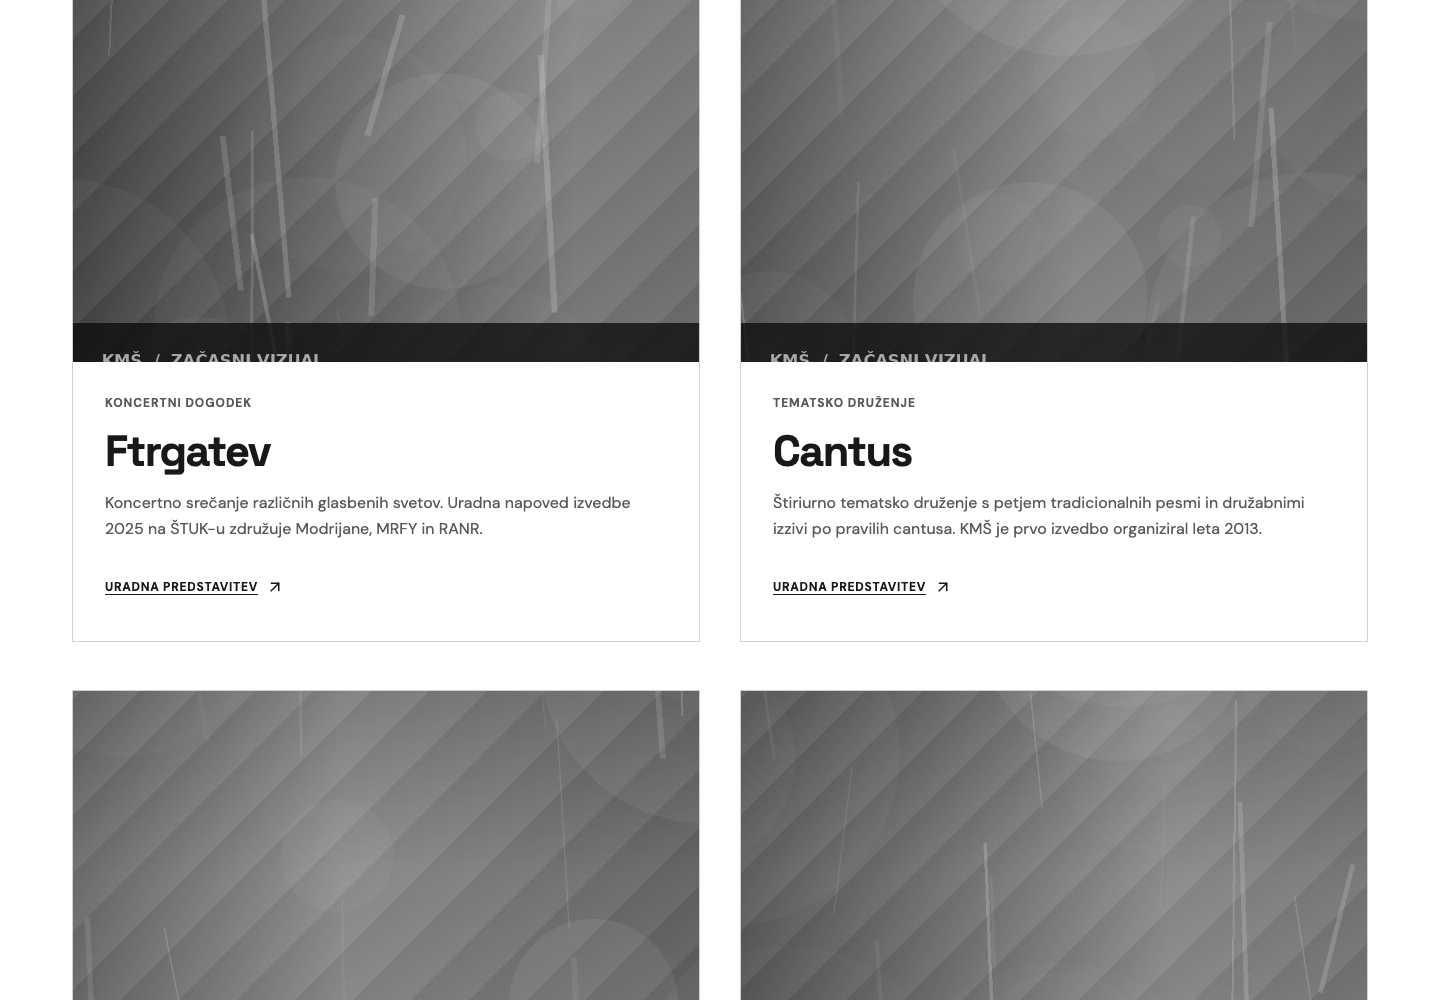 KMŠ / ZAČASNI VIZUAL
KONCERTNI DOGODEK
Ftrgatev
Koncertno srečanje različnih glasbenih svetov. Uradna napoved izvedbe
2025 na ŠTUK-u združuje Modrijane, MRFY in RANR.
URADNA PREDSTAVITEV
KMŠ / ZAČASNI VIZUAL
TEMATSKO DRUŽENJE
Cantus
Štiriurno tematsko druženje s petjem tradicionalnih pesmi in družabnimi
izzivi po pravilih cantusa. KMŠ je prvo izvedbo organiziral leta 2013.
URADNA PREDSTAVITEV